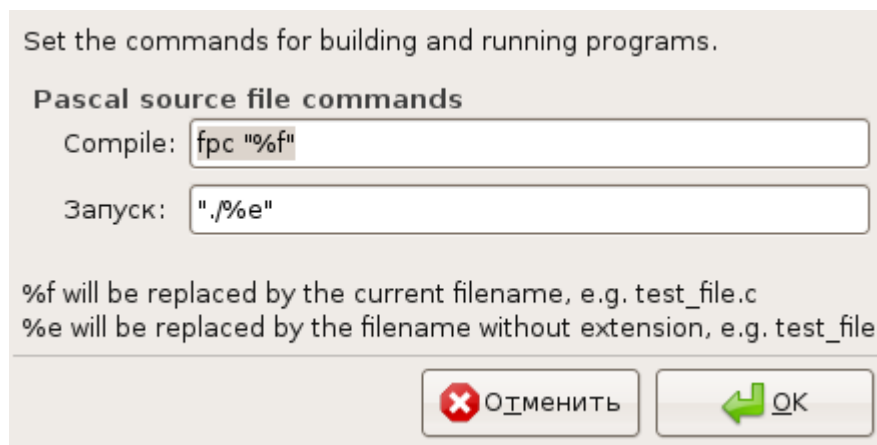 Set the commands for building and running programs.
Pascal source file commands
Compile: fpc "%f"
Запуск: "./%e"
%f will be replaced by the current filename, e.g. test_file.c
%e will be replaced by the filename without extension, e.g. test_file
Отменить OK